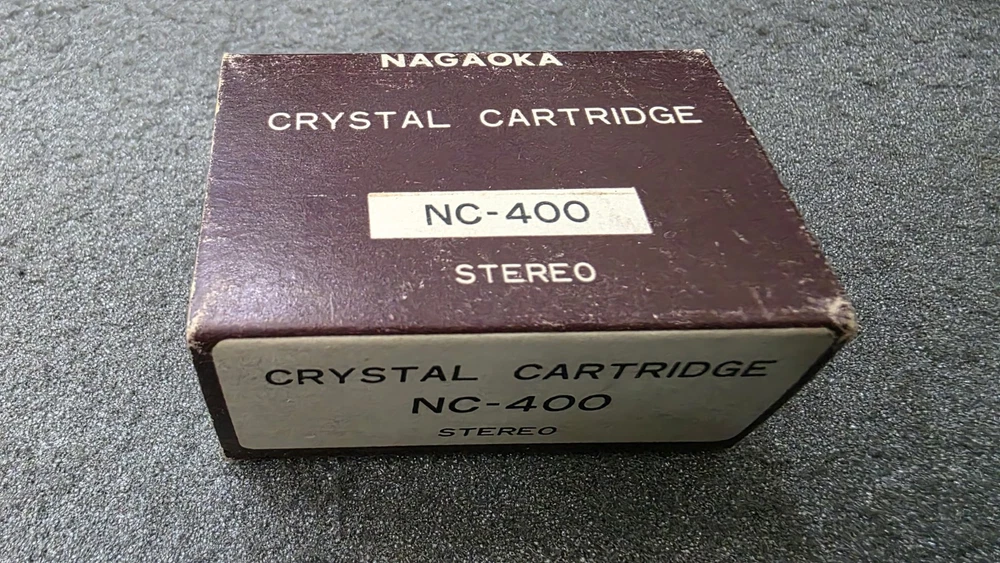 NAGAOKA
CRYSTAL CARTRIDGE
NC-400
STEREO
CRYSTAL CARTRIDGE
NC-400
STEREO